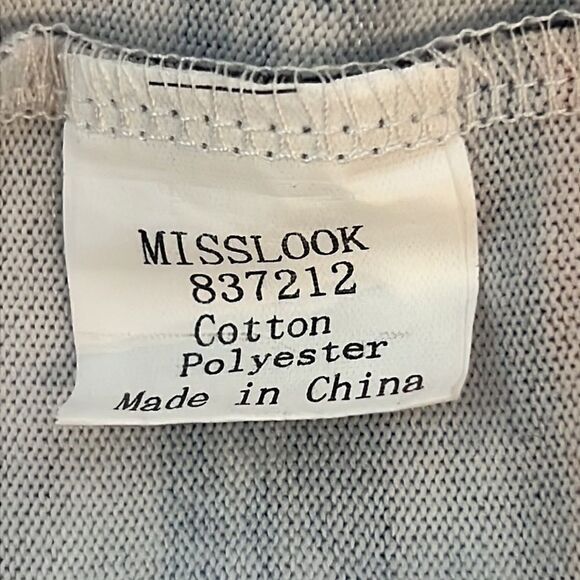 MISSLOOK
837212
Cotton
Polyester
Made in China